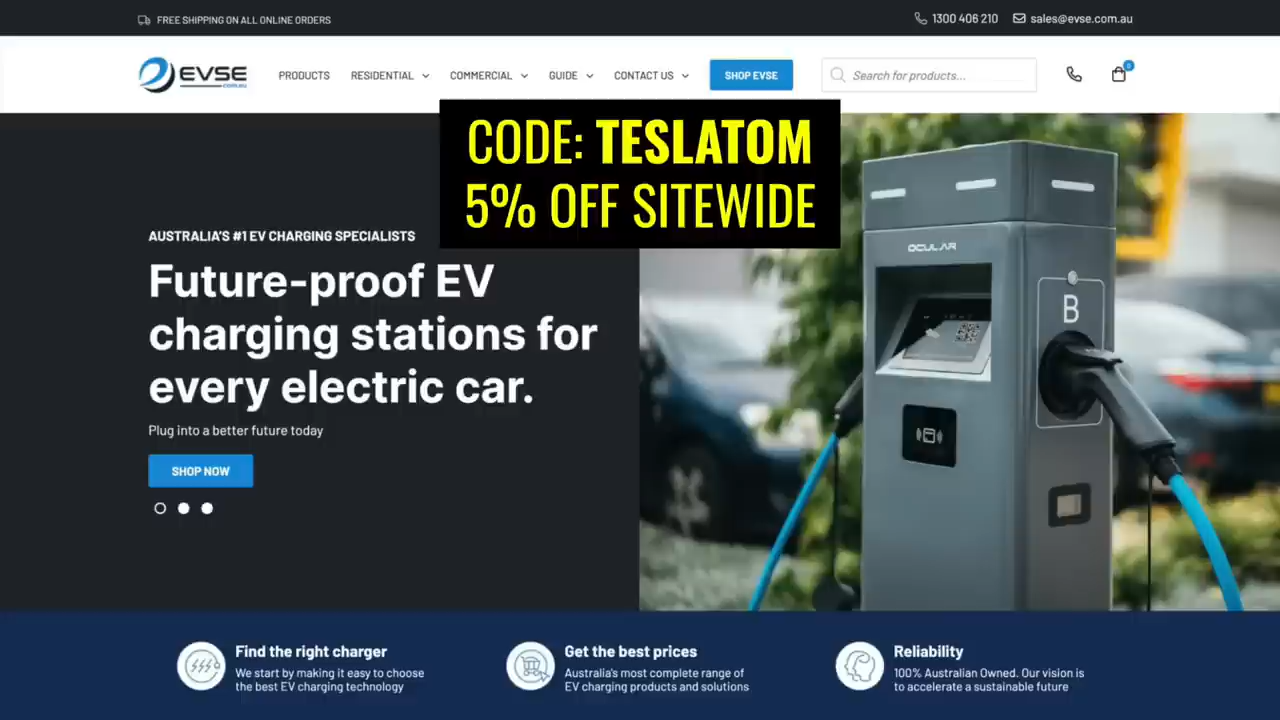 FREE SHIPPING ON ALL ONLINE ORDERS
1300 406 210
sales@evse.com.au
EVSE
.com.au
PRODUCTS
RESIDENTIAL
COMMERCIAL
GUIDE
CONTACT US
SHOP EVSE
Search for products...
0
CODE: TESLATOM
5% OFF SITEWIDE
AUSTRALIA'S #1 EV CHARGING SPECIALISTS
Future-proof EV
charging stations for
every electric car.
Plug into a better future today
SHOP NOW
OCULAR
B
Find the right charger
We start by making it easy to choose
the best EV charging technology
Get the best prices
Australia's most complete range of
EV charging products and solutions
Reliability
100% Australian Owned. Our vision is
to accelerate a sustainable future